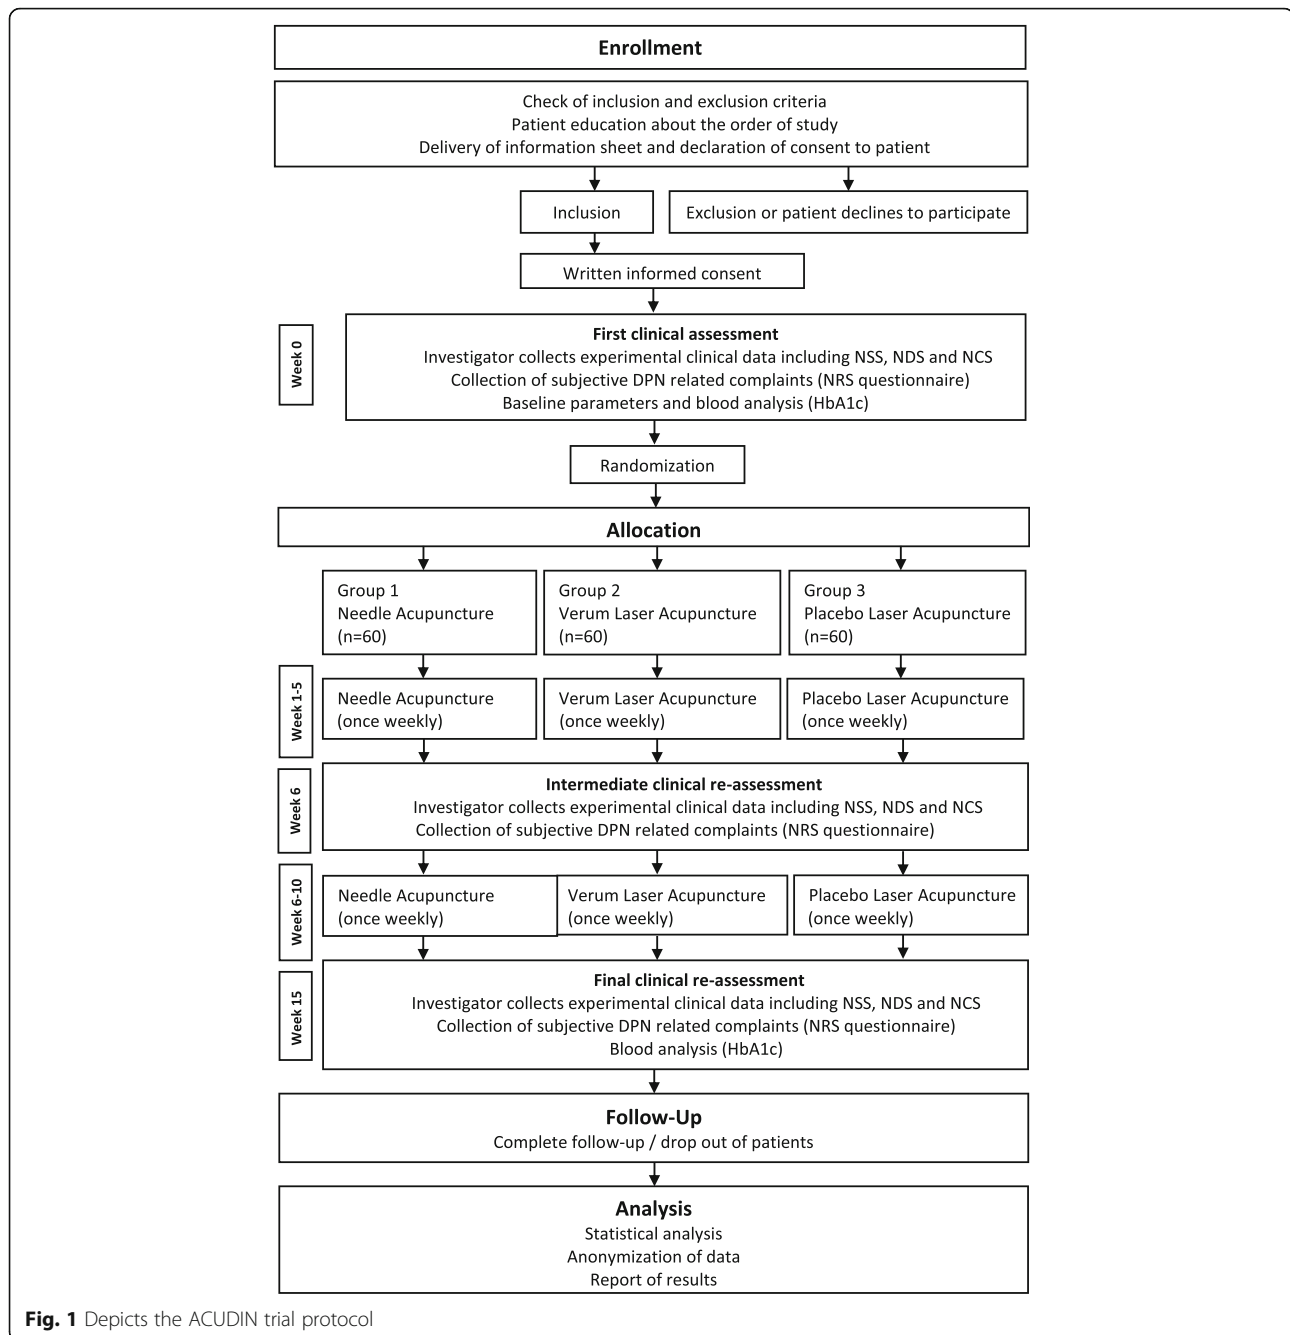 Enrollment
Check of inclusion and exclusion criteria
Patient education about the order of study
Delivery of information sheet and declaration of consent to patient
Inclusion
Exclusion or patient declines to participate
Written informed consent
Week 0
First clinical assessment
Investigator collects experimental clinical data including NSS, NDS and NCS
Collection of subjective DPN related complaints (NRS questionnaire)
Baseline parameters and blood analysis (HbA1c)
Randomization
Allocation
Group 1
Needle Acupuncture
(n=60)
Group 2
Verum Laser Acupuncture
(n=60)
Group 3
Placebo Laser Acupuncture
(n=60)
Week 1-5
Needle Acupuncture
(once weekly)
Verum Laser Acupuncture
(once weekly)
Placebo Laser Acupuncture
(once weekly)
Week 6
Intermediate clinical re-assessment
Investigator collects experimental clinical data including NSS, NDS and NCS
Collection of subjective DPN related complaints (NRS questionnaire)
Week 6-10
Needle Acupuncture
(once weekly)
Verum Laser Acupuncture
(once weekly)
Placebo Laser Acupuncture
(once weekly)
Week 15
Final clinical re-assessment
Investigator collects experimental clinical data including NSS, NDS and NCS
Collection of subjective DPN related complaints (NRS questionnaire)
Blood analysis (HbA1c)
Follow-Up
Complete follow-up / drop out of patients
Analysis
Statistical analysis
Anonymization of data
Report of results
Fig. 1 Depicts the ACUDIN trial protocol